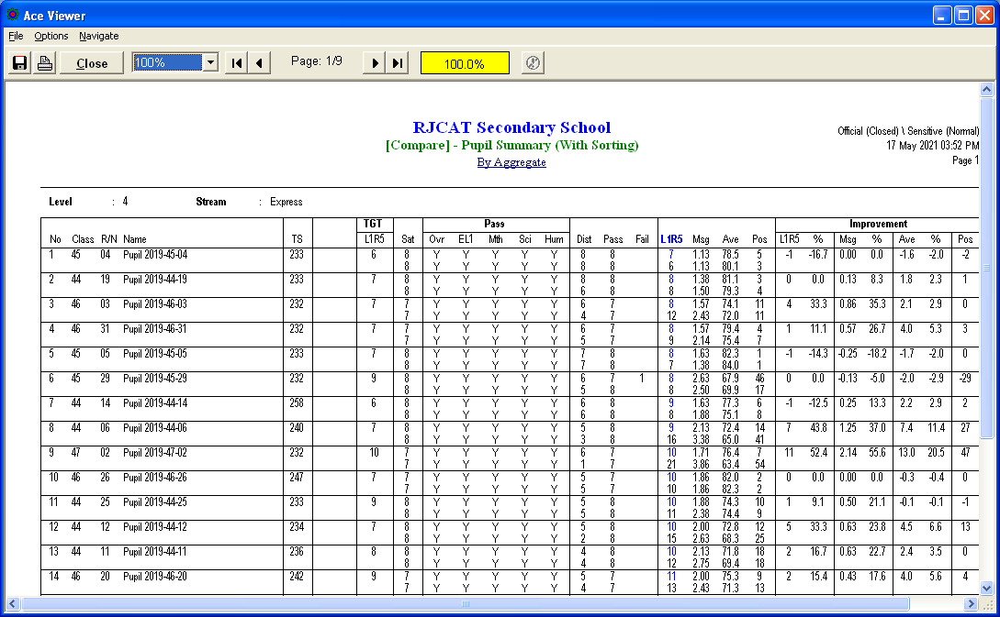 Ace Viewer
File Options Navigate
Close 100% Page: 1/9 100.0%
RJCAT Secondary School
[Compare] - Pupil Summary (With Sorting)
By Aggregate
Official (Closed) \ Sensitive (Normal)
17 May 2021 03:52 PM
Page 1
Level : 4 Stream : Express
TGT Pass Improvement
No Class R/N Name TS L1R5 Sat Ovr EL1 Mth Sci Hum Dist Pass Fail L1R5 Msg Ave Pos L1R5 % Msg % Ave % Pos
1 45 04 Pupil 2019-45-04 233 6 8 Y Y Y Y Y 8 8 7 1.13 78.5 5 -1 -16.7 0.00 0.0 -1.6 -2.0 -2
8 Y Y Y Y Y 8 8 6 1.13 80.1 3
2 44 19 Pupil 2019-44-19 233 7 8 Y Y Y Y Y 8 8 8 1.38 81.1 3 0 0.0 0.13 8.3 1.8 2.3 1
8 Y Y Y Y Y 6 8 8 1.50 79.3 4
3 46 03 Pupil 2019-46-03 232 7 7 Y Y Y Y Y 6 7 8 1.57 74.1 11 4 33.3 0.86 35.3 2.1 2.9 0
7 Y Y Y Y Y 4 7 12 2.43 72.0 11
4 46 31 Pupil 2019-46-31 232 7 7 Y Y Y Y Y 6 7 8 1.57 79.4 4 1 11.1 0.57 26.7 4.0 5.3 3
7 Y Y Y Y Y 5 7 9 2.14 75.4 7
5 45 05 Pupil 2019-45-05 233 7 8 Y Y Y Y Y 7 8 8 1.63 82.3 1 -1 -14.3 -0.25 -18.2 -1.7 -2.0 0
8 Y Y Y Y Y 7 8 7 1.38 84.0 1
6 45 29 Pupil 2019-45-29 232 9 8 Y Y Y Y Y 6 7 1 8 2.63 67.9 46 0 0.0 -0.13 -5.0 -2.0 -2.9 -29
8 Y Y Y Y Y 5 8 8 2.50 69.9 17
7 44 14 Pupil 2019-44-14 258 6 8 Y Y Y Y Y 6 8 9 1.63 77.3 6 -1 -12.5 0.25 13.3 2.2 2.9 2
8 Y Y Y Y Y 6 8 8 1.88 75.1 8
8 44 06 Pupil 2019-44-06 240 7 8 Y Y Y Y Y 5 8 9 2.13 72.4 14 7 43.8 1.25 37.0 7.4 11.4 27
8 Y Y Y Y Y 3 8 16 3.38 65.0 41
9 47 02 Pupil 2019-47-02 232 10 7 Y Y Y Y Y 6 7 10 1.71 76.4 7 11 52.4 2.14 55.6 13.0 20.5 47
7 Y Y Y Y Y 1 7 21 3.86 63.4 54
10 46 26 Pupil 2019-46-26 247 7 7 Y Y Y Y Y 5 7 10 1.86 82.0 2 0 0.0 0.00 0.0 -0.3 -0.4 0
7 Y Y Y Y Y 5 7 10 1.86 82.3 2
11 44 25 Pupil 2019-44-25 233 9 8 Y Y Y Y Y 5 8 10 1.88 74.3 10 1 9.1 0.50 21.1 -0.1 -0.1 -1
8 Y Y Y Y Y 5 8 11 2.38 74.4 9
12 44 12 Pupil 2019-44-12 234 7 8 Y Y Y Y Y 5 8 10 2.00 72.8 12 5 33.3 0.63 23.8 4.5 6.6 13
8 Y Y Y Y Y 2 8 15 2.63 68.3 25
13 44 11 Pupil 2019-44-11 236 8 8 Y Y Y Y Y 4 8 10 2.13 71.8 18 2 16.7 0.63 22.7 2.4 3.5 0
8 Y Y Y Y Y 4 8 12 2.75 69.4 18
14 46 20 Pupil 2019-46-20 242 9 7 Y Y Y Y Y 5 7 11 2.00 75.3 9 2 15.4 0.43 17.6 4.0 5.6 4
7 Y Y Y Y Y 4 7 13 2.43 71.3 13